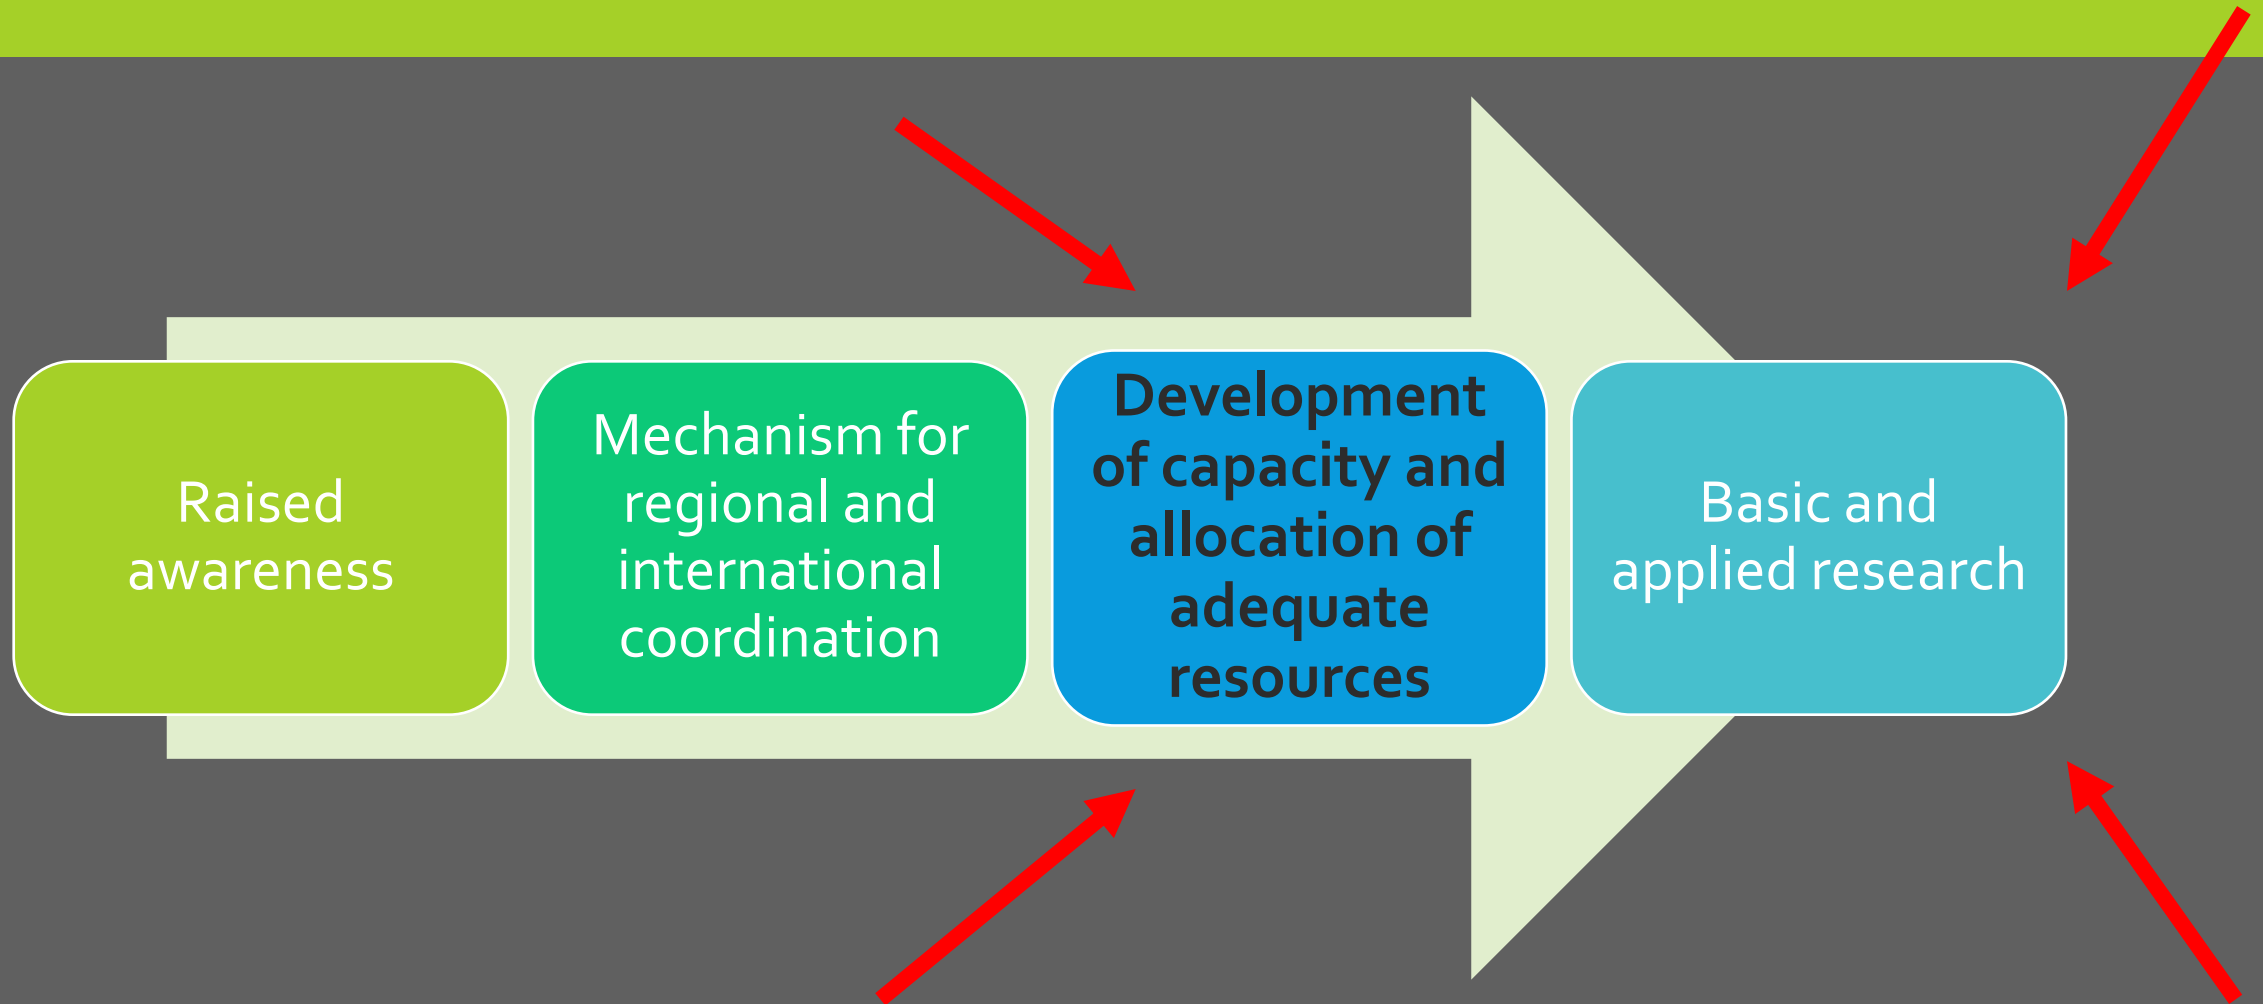 Raised
awareness
Mechanism for
regional and
international
coordination
Development
of capacity and
allocation of
adequate
resources
Basic and
applied research